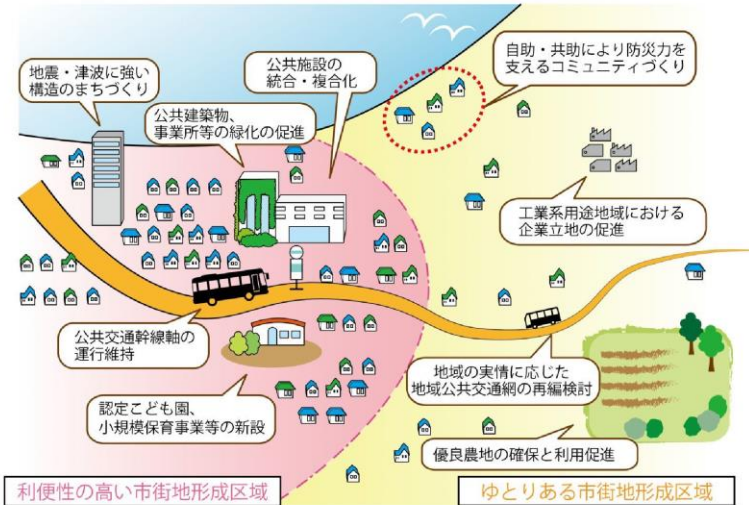 地震・津波に強い
構造のまちづくり
公共施設の
統合・複合化
自助・共助により防災力を
支えるコミュニティづくり
公共建築物、
事業所等の緑化の促進
工業系用途地域における
企業立地の促進
公共交通幹線軸の
運行維持
地域の実情に応じた
地域公共交通網の再編検討
認定こども園、
小規模保育事業等の新設
優良農地の確保と利用促進
利便性の高い市街地形成区域
ゆとりある市街地形成区域